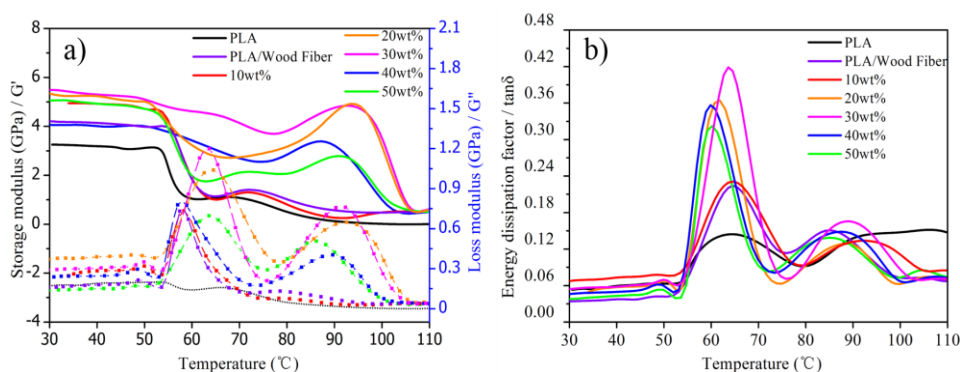 a)
PLA
PLA/Wood Fiber
10wt%
20wt%
30wt%
40wt%
50wt%
8
6
4
2
0
-2
-4
Storage modulus (GPa) / G'
2.1
1.8
1.5
1.2
0.9
0.6
0.3
0
Loss modulus (GPa) / G"
30 40 50 60 70 80 90 100 110
Temperature (℃)
b)
PLA
PLA/Wood Fiber
10wt%
20wt%
30wt%
40wt%
50wt%
0.48
0.42
0.36
0.30
0.24
0.18
0.12
0.06
0.00
Energy dissipation factor / tanδ
30 40 50 60 70 80 90 100 110
Temperature (℃)